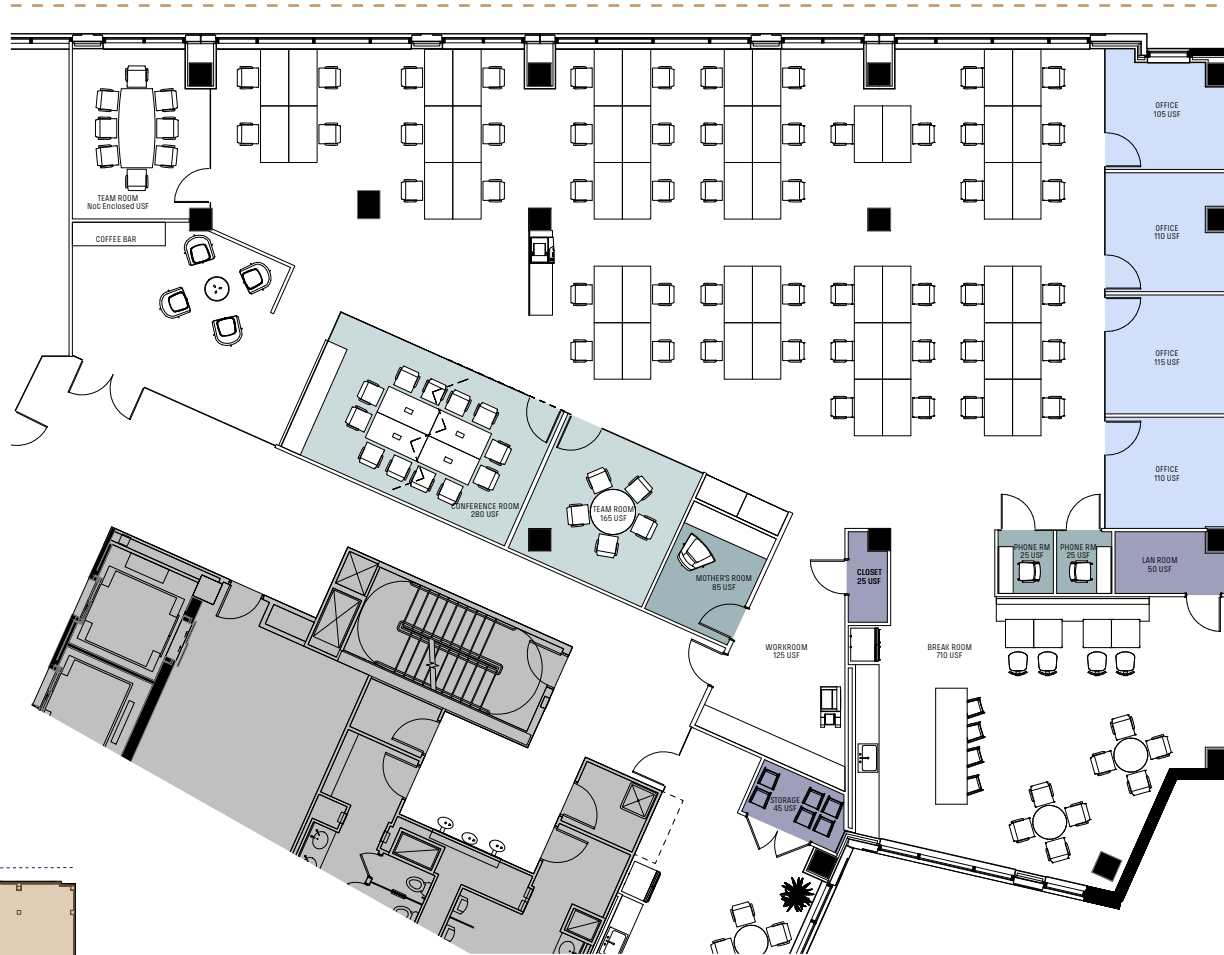 OFFICE
105 USF
TEAM ROOM
Not Enclosed USF
COFFEE BAR
OFFICE
110 USF
OFFICE
115 USF
OFFICE
110 USF
CONFERENCE ROOM
280 USF
TEAM ROOM
165 USF
MOTHER'S ROOM
85 USF
CLOSET
25 USF
PHONE RM
25 USF
PHONE RM
25 USF
LAN ROOM
50 USF
WORKROOM
125 USF
BREAK ROOM
710 USF
STORAGE
45 USF